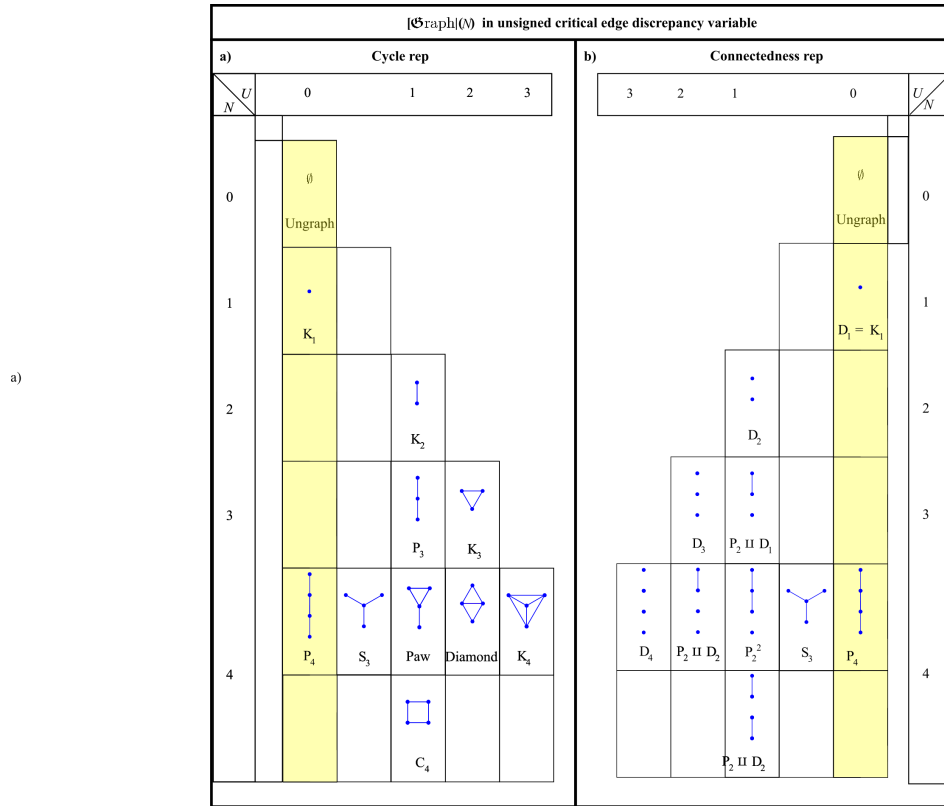 |𝕲raph|(N) in unsigned critical edge discrepancy variable
a) Cycle rep
b) Connectedness rep
U
N
0 1 2 3
3 2 1 0
U
N
0
∅
Ungraph
∅
Ungraph
0
1
K₁
D₁ = K₁
1
2
K₂
D₂
2
a)
3
P₃ K₃
D₃ P₂ ⨿ D₁
3
P₄ S₃ Paw Diamond K₄
D₄ P₂ ⨿ D₂ P₂² S₃ P₄
4
4
C₄
P₂ ⨿ D₂